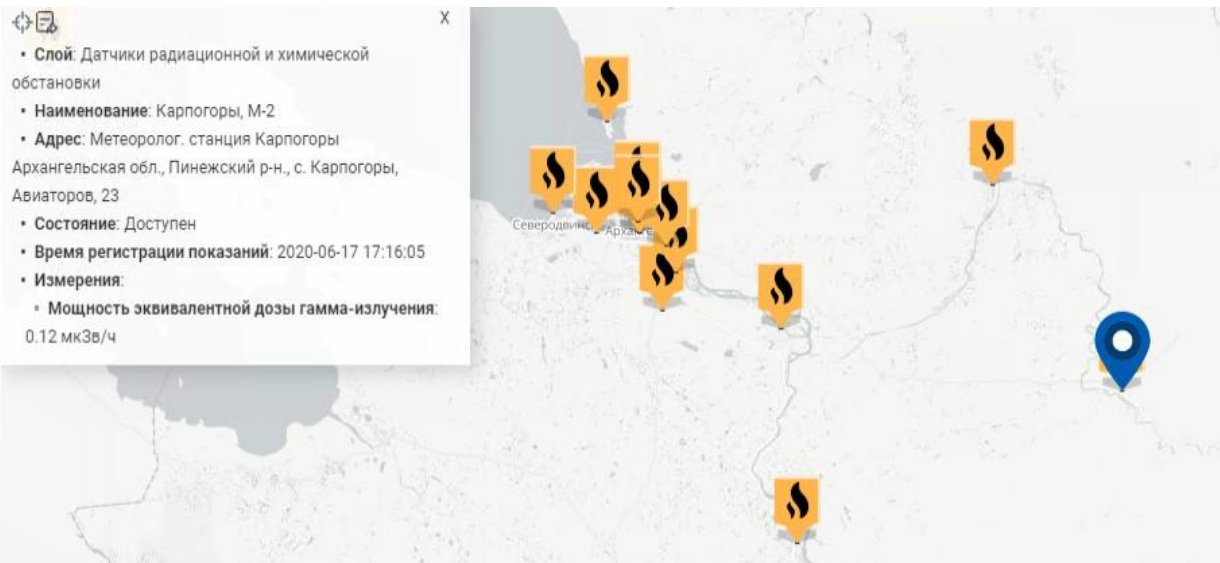 X
• Слой: Датчики радиационной и химической
обстановки
• Наименование: Карпогоры, М-2
• Адрес: Метеоролог. станция Карпогоры
Архангельская обл., Пинежский р-н., с. Карпогоры,
Авиаторов, 23
• Состояние: Доступен
• Время регистрации показаний: 2020-06-17 17:16:05
• Измерения:
▫ Мощность эквивалентной дозы гамма-излучения:
0.12 мкЗв/ч